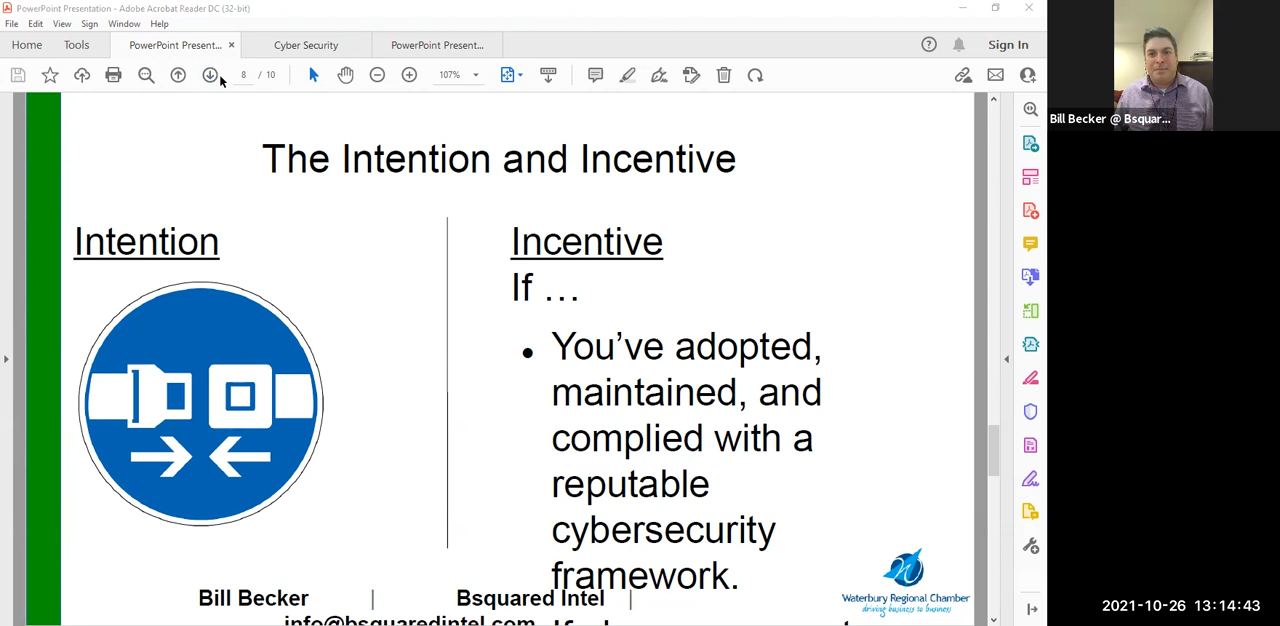 PowerPoint Presentation - Adobe Acrobat Reader DC (32-bit)
File Edit View Sign Window Help
Home Tools PowerPoint Present... × Cyber Security PowerPoint Present... Sign In
8 / 10 107%
Bill Becker @ Bsquar...
The Intention and Incentive
Intention
Incentive
If …
• You’ve adopted,
maintained, and
complied with a
reputable
cybersecurity
framework.
Bill Becker | Bsquared Intel |
info@bsquaredintel.com
Waterbury Regional Chamber
driving business to business
2021-10-26 13:14:43